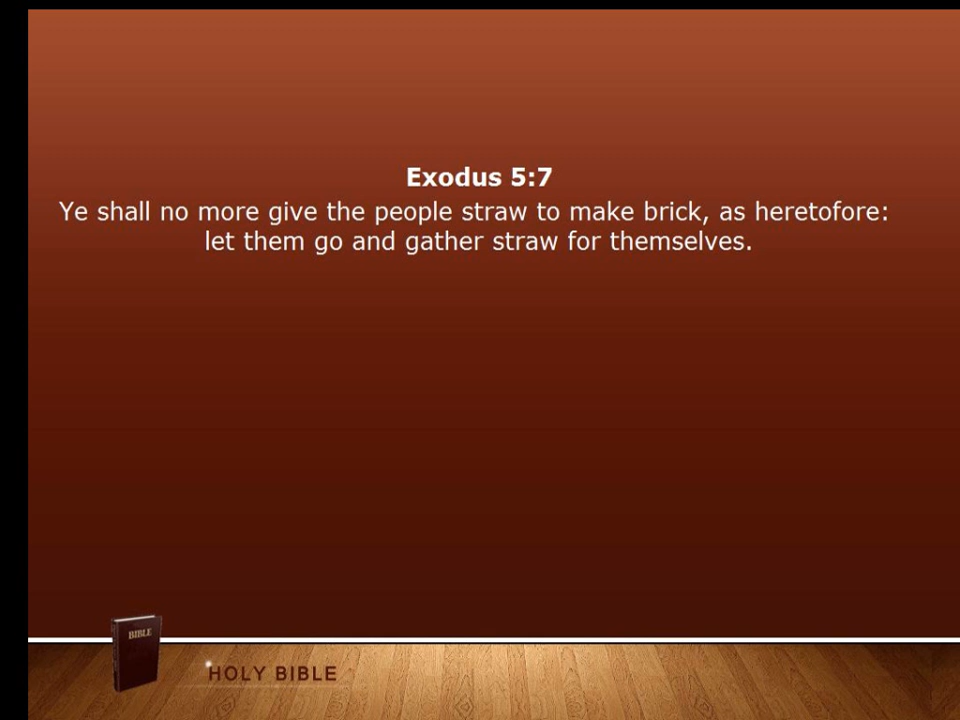 Exodus 5:7
Ye shall no more give the people straw to make brick, as heretofore:
let them go and gather straw for themselves.
BIBLE
HOLY BIBLE